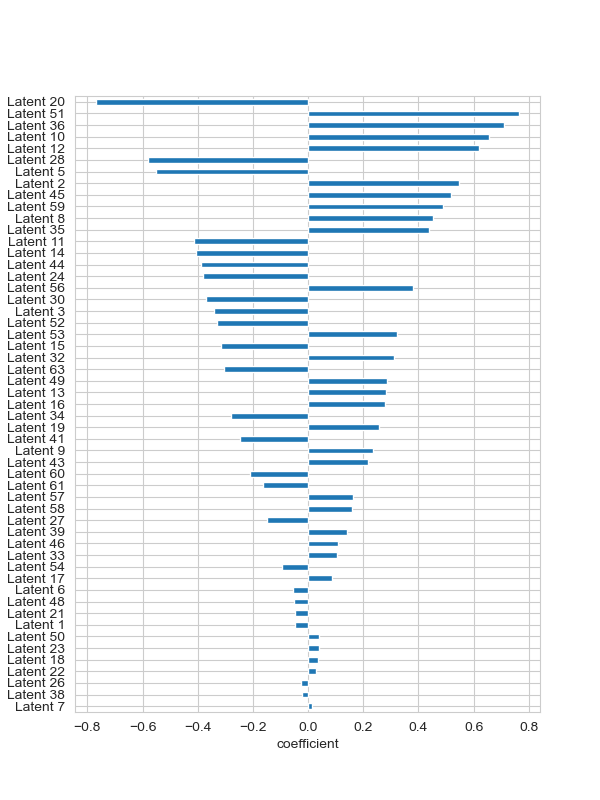 Latent 20
Latent 51
Latent 36
Latent 10
Latent 12
Latent 28
Latent 5
Latent 2
Latent 45
Latent 59
Latent 8
Latent 35
Latent 11
Latent 14
Latent 44
Latent 24
Latent 56
Latent 30
Latent 3
Latent 52
Latent 53
Latent 15
Latent 32
Latent 63
Latent 49
Latent 13
Latent 16
Latent 34
Latent 19
Latent 41
Latent 9
Latent 43
Latent 60
Latent 61
Latent 57
Latent 58
Latent 27
Latent 39
Latent 46
Latent 33
Latent 54
Latent 17
Latent 6
Latent 48
Latent 21
Latent 1
Latent 50
Latent 23
Latent 18
Latent 22
Latent 26
Latent 38
Latent 7
−0.8 −0.6 −0.4 −0.2 0.0 0.2 0.4 0.6 0.8
coefficient